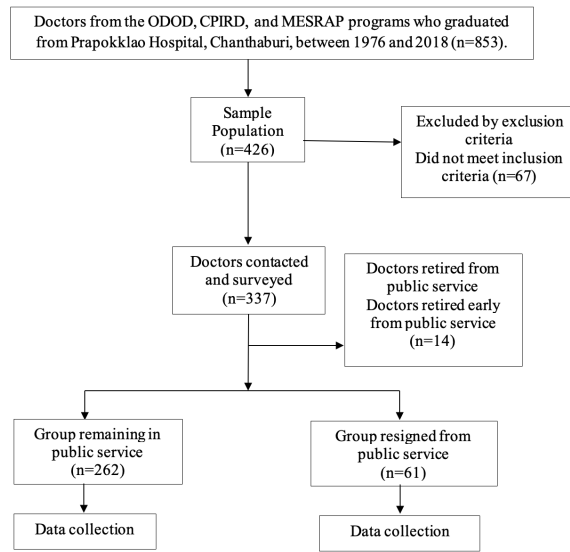 Doctors from the ODOD, CPIRD, and MESRAP programs who graduated
from Prapokklao Hospital, Chanthaburi, between 1976 and 2018 (n=853).
Sample
Population
(n=426)
Excluded by exclusion
criteria
Did not meet inclusion
criteria (n=67)
Doctors contacted
and surveyed
(n=337)
Doctors retired from
public service
Doctors retired early
from public service
(n=14)
Group remaining in
public service
(n=262)
Group resigned from
public service
(n=61)
Data collection
Data collection